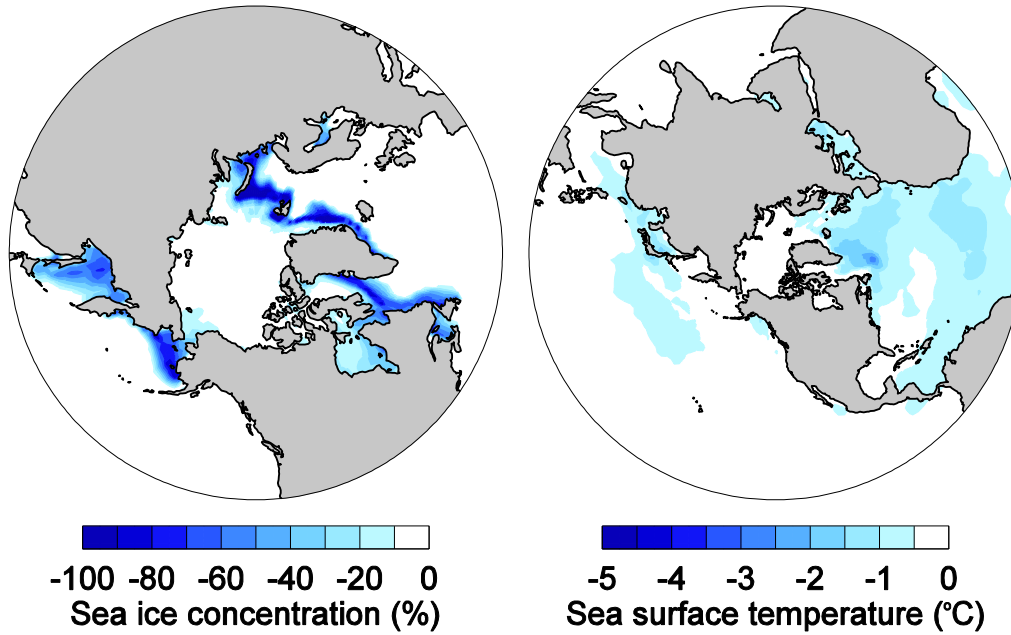 -100 -80 -60 -40 -20 0
Sea ice concentration (%)
-5 -4 -3 -2 -1 0
Sea surface temperature (°C)